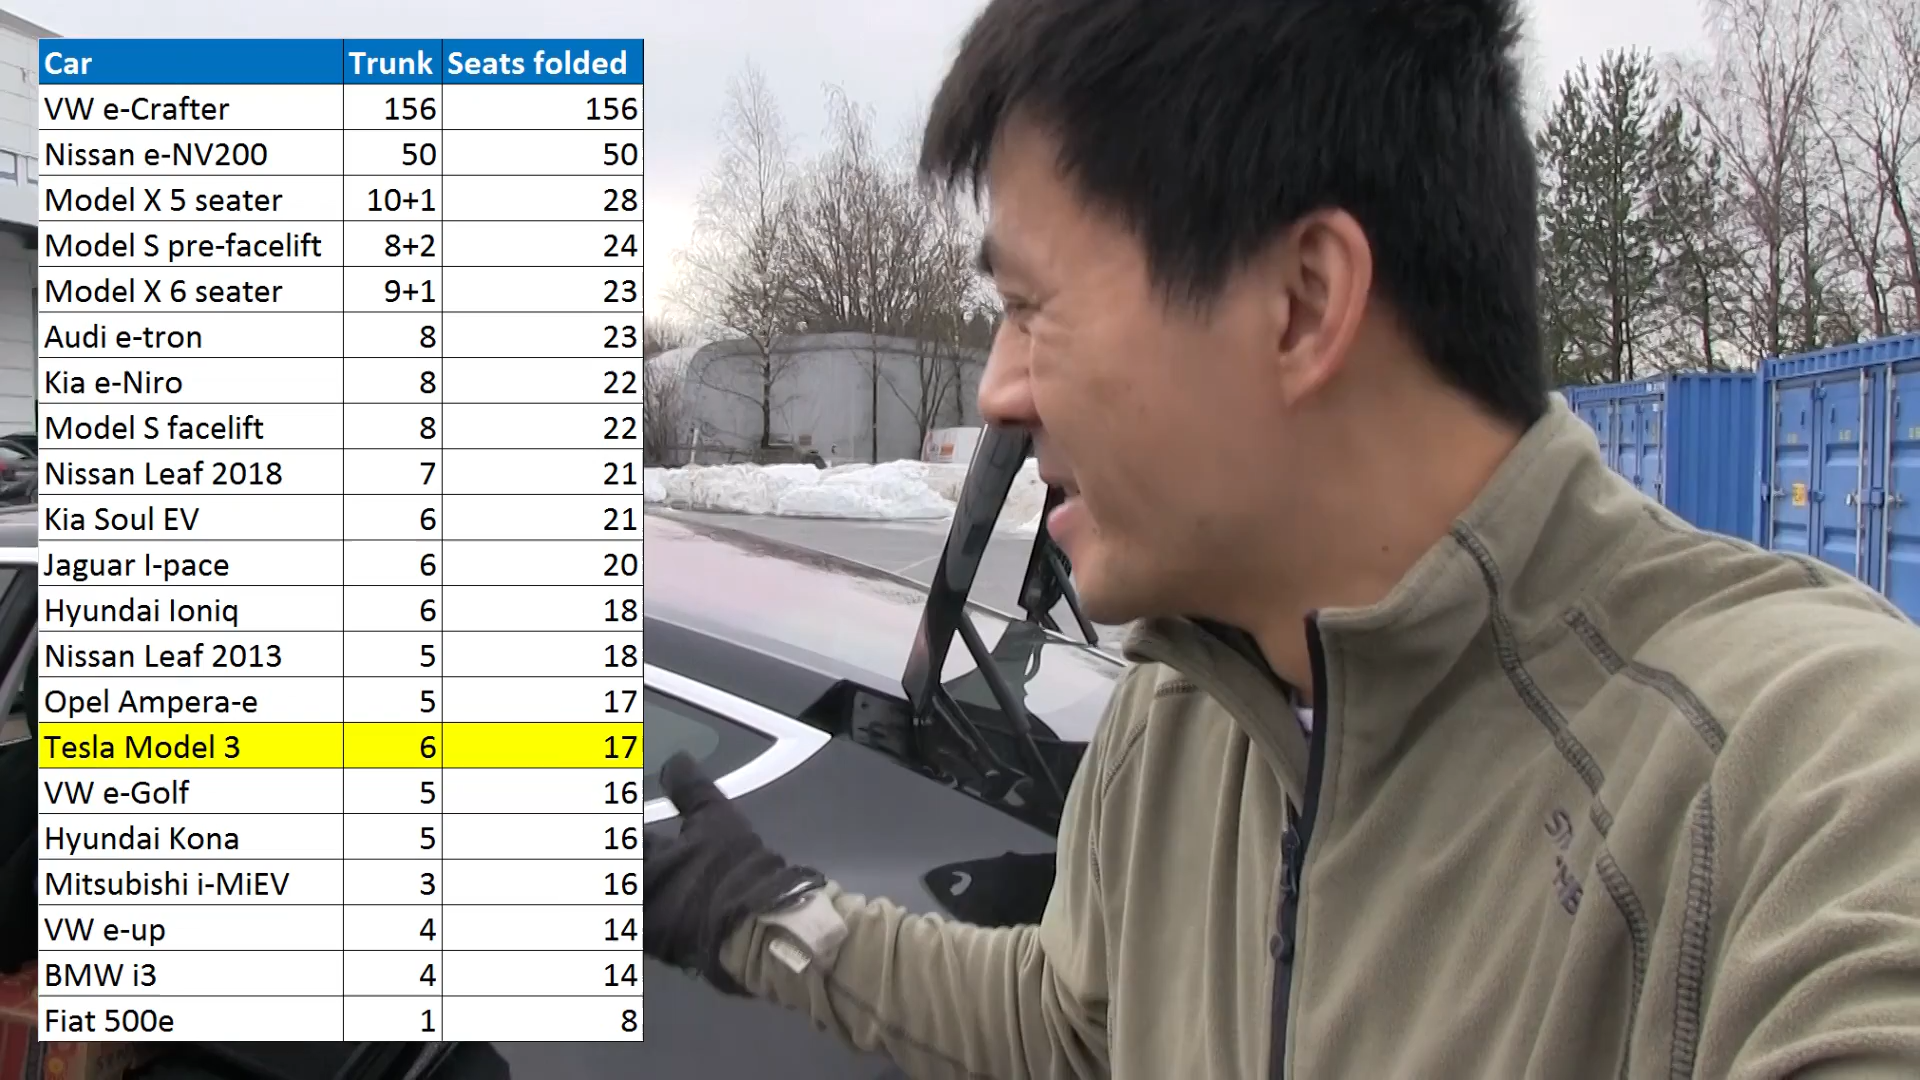 Car Trunk Seats folded
VW e-Crafter 156 156
Nissan e-NV200 50 50
Model X 5 seater 10+1 28
Model S pre-facelift 8+2 24
Model X 6 seater 9+1 23
Audi e-tron 8 23
Kia e-Niro 8 22
Model S facelift 8 22
Nissan Leaf 2018 7 21
Kia Soul EV 6 21
Jaguar I-pace 6 20
Hyundai Ioniq 6 18
Nissan Leaf 2013 5 18
Opel Ampera-e 5 17
Tesla Model 3 6 17
VW e-Golf 5 16
Hyundai Kona 5 16
Mitsubishi i-MiEV 3 16
VW e-up 4 14
BMW i3 4 14
Fiat 500e 1 8